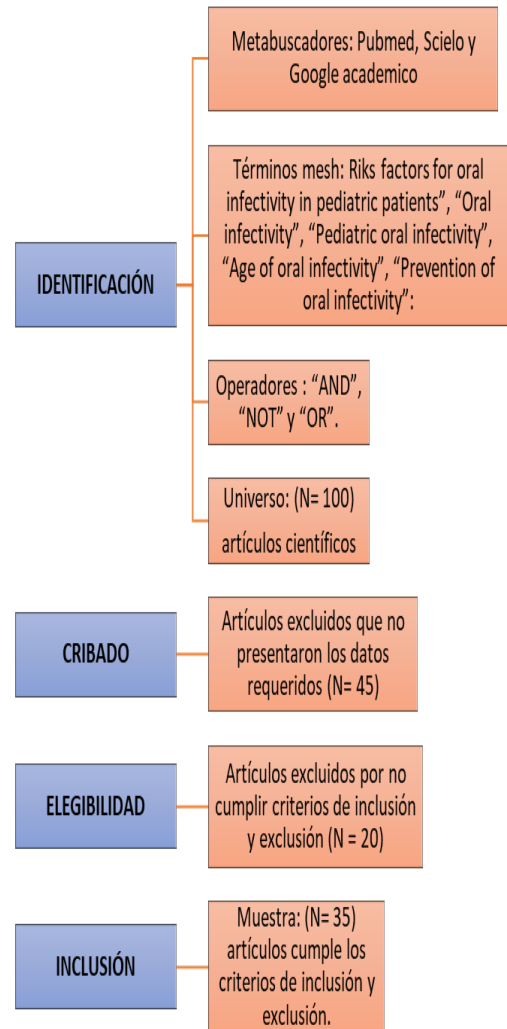 Metabuscadores: Pubmed, Scielo y
Google academico
Términos mesh: Riks factors for oral
infectivity in pediatric patients", "Oral
infectivity", "Pediatric oral infectivity",
"Age of oral infectivity", "Prevention of
oral infectivity":
IDENTIFICACIÓN
Operadores : "AND",
"NOT" y "OR".
Universo: (N= 100)
artículos científicos
CRIBADO
Artículos excluidos que no
presentaron los datos
requeridos (N= 45)
ELEGIBILIDAD
Artículos excluidos por no
cumplir criterios de inclusión
y exclusión (N = 20)
INCLUSIÓN
Muestra: (N= 35)
artículos cumple los
criterios de inclusión y
exclusión.